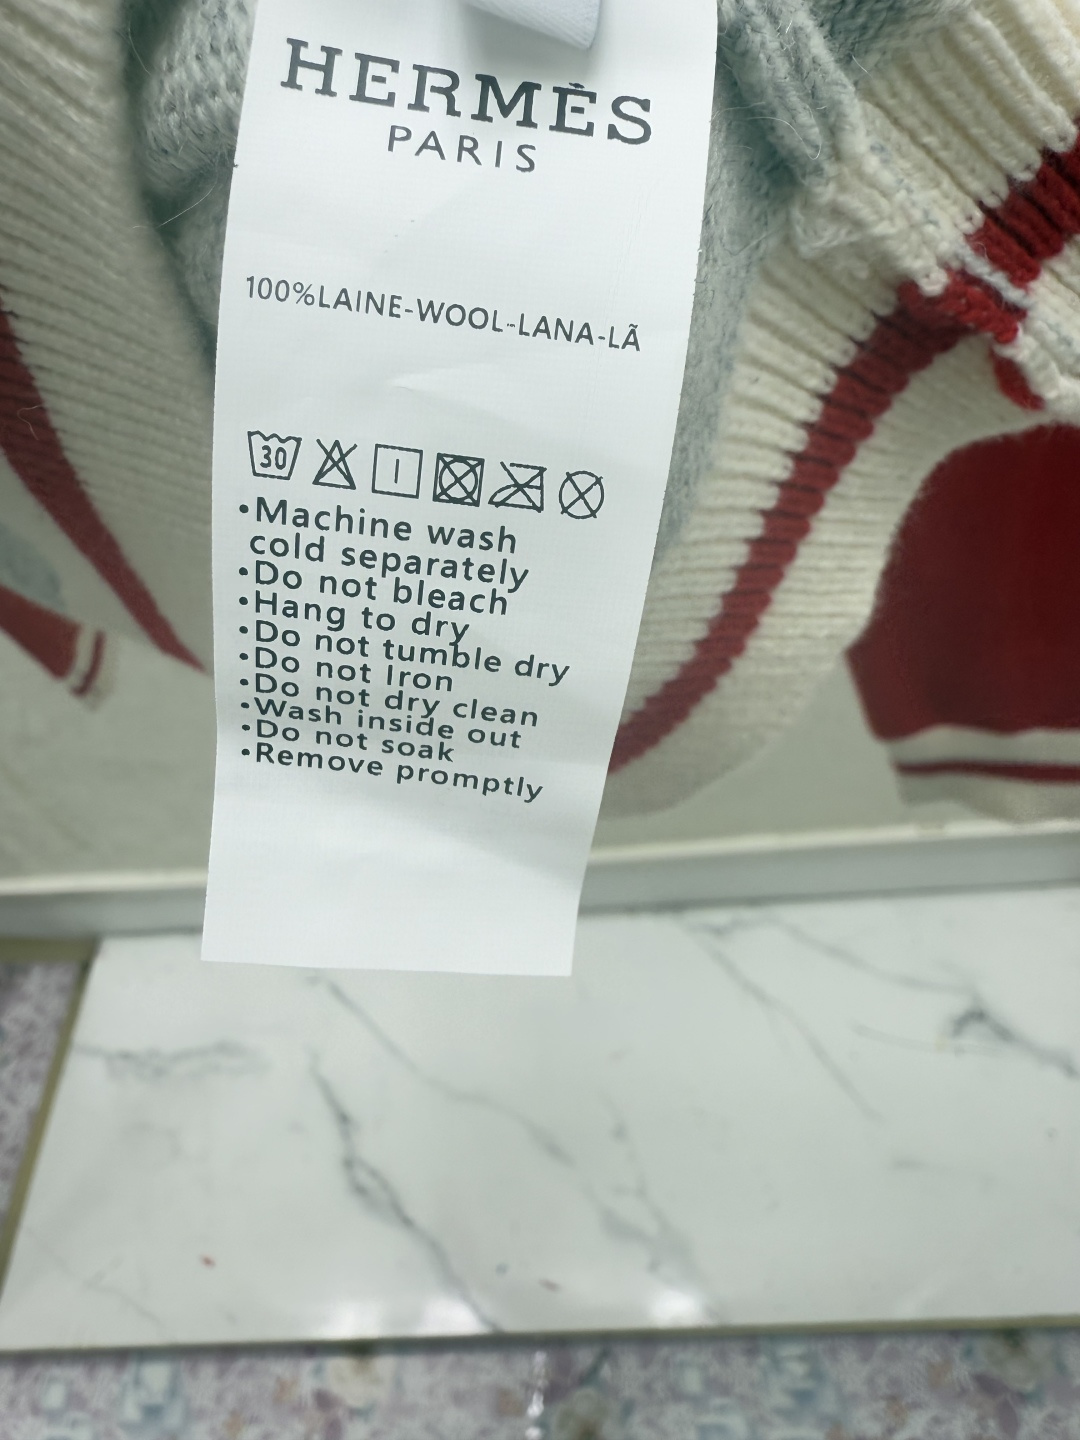 HERMÈS
PARIS
100%LAINE-WOOL-LANA-LÃ
30
•Machine wash
cold separately
•Do not bleach
•Hang to dry
•Do not tumble dry
•Do not Iron
•Do not dry clean
•Wash inside out
•Do not soak
•Remove promptly